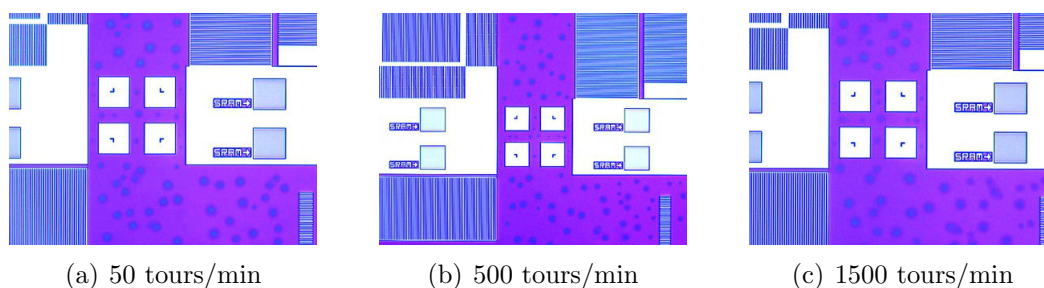 SRAM→
SRAM→
SRAM→
SRAM→
SRAM→
SRAM→
SRAM→
SRAM→
(a) 50 tours/min
(b) 500 tours/min
(c) 1500 tours/min